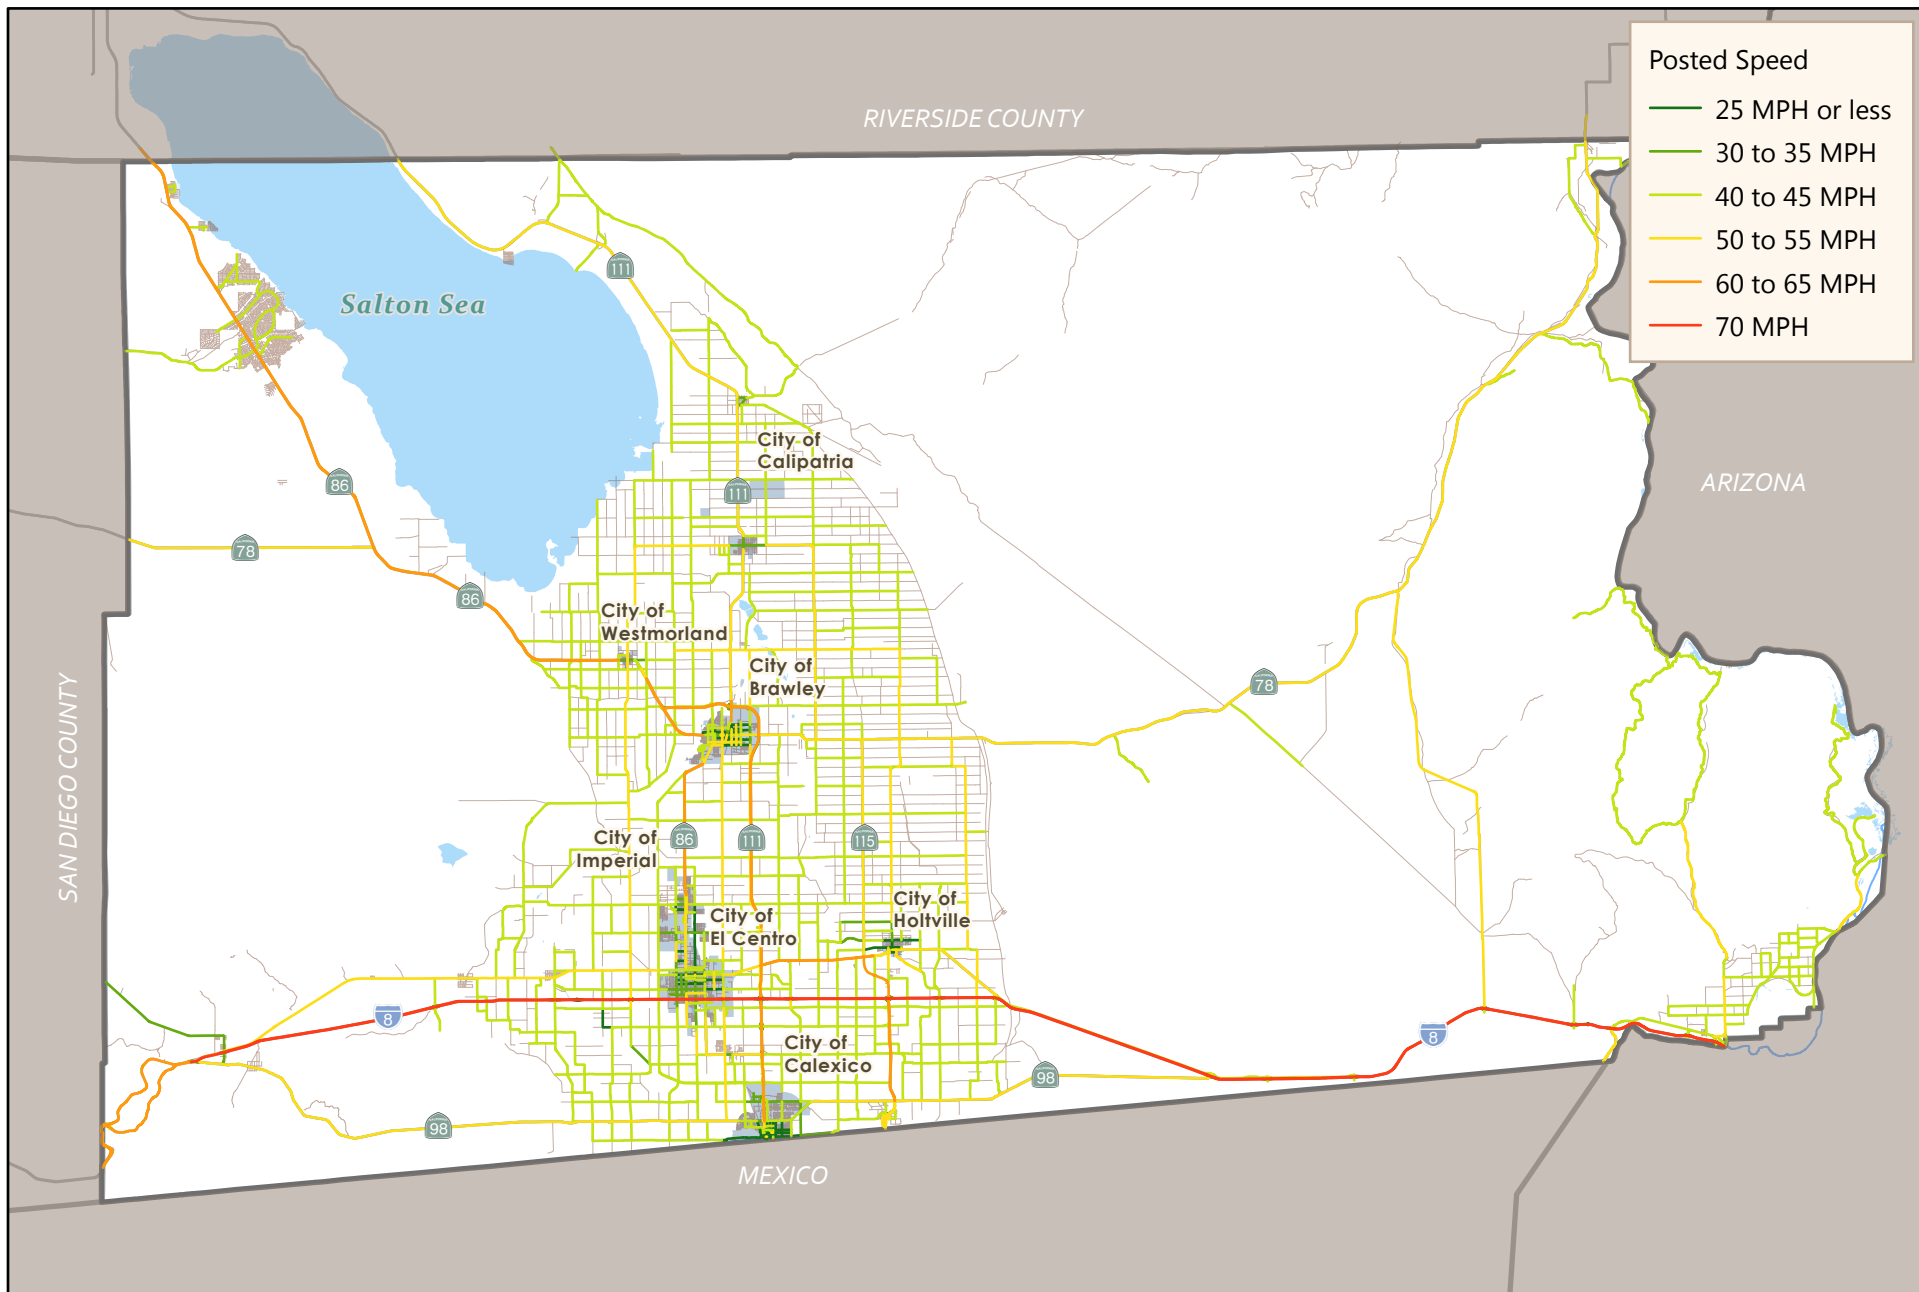 Posted Speed
25 MPH or less
30 to 35 MPH
40 to 45 MPH
50 to 55 MPH
60 to 65 MPH
70 MPH
RIVERSIDE COUNTY
111
Salton Sea
City of
Calipatria
86
111
ARIZONA
78
86
City of
Westmorland
City of
Brawley
78
SAN DIEGO COUNTY
City of
Imperial
86
111
115
City of
Holtville
City of
El Centro
8
8
City of
Calexico
98
98
MEXICO